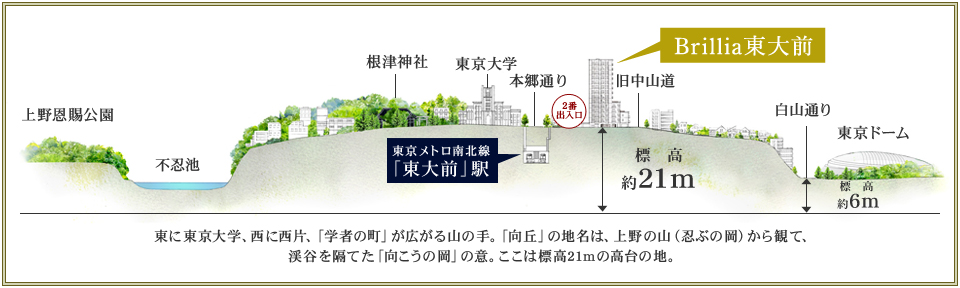 Brillia東大前
根津神社
東京大学
本郷通り
旧中山道
2番
出入口
上野恩賜公園
白山通り
不忍池
東京ドーム
東京メトロ南北線
「東大前」駅
標 高
約21m
標 高
約6m
東に東京大学、西に西片、「学者の町」が広がる山の手。「向丘」の地名は、上野の山（忍ぶの岡）から観て、
渓谷を隔てた「向こうの岡」の意。ここは標高21mの高台の地。